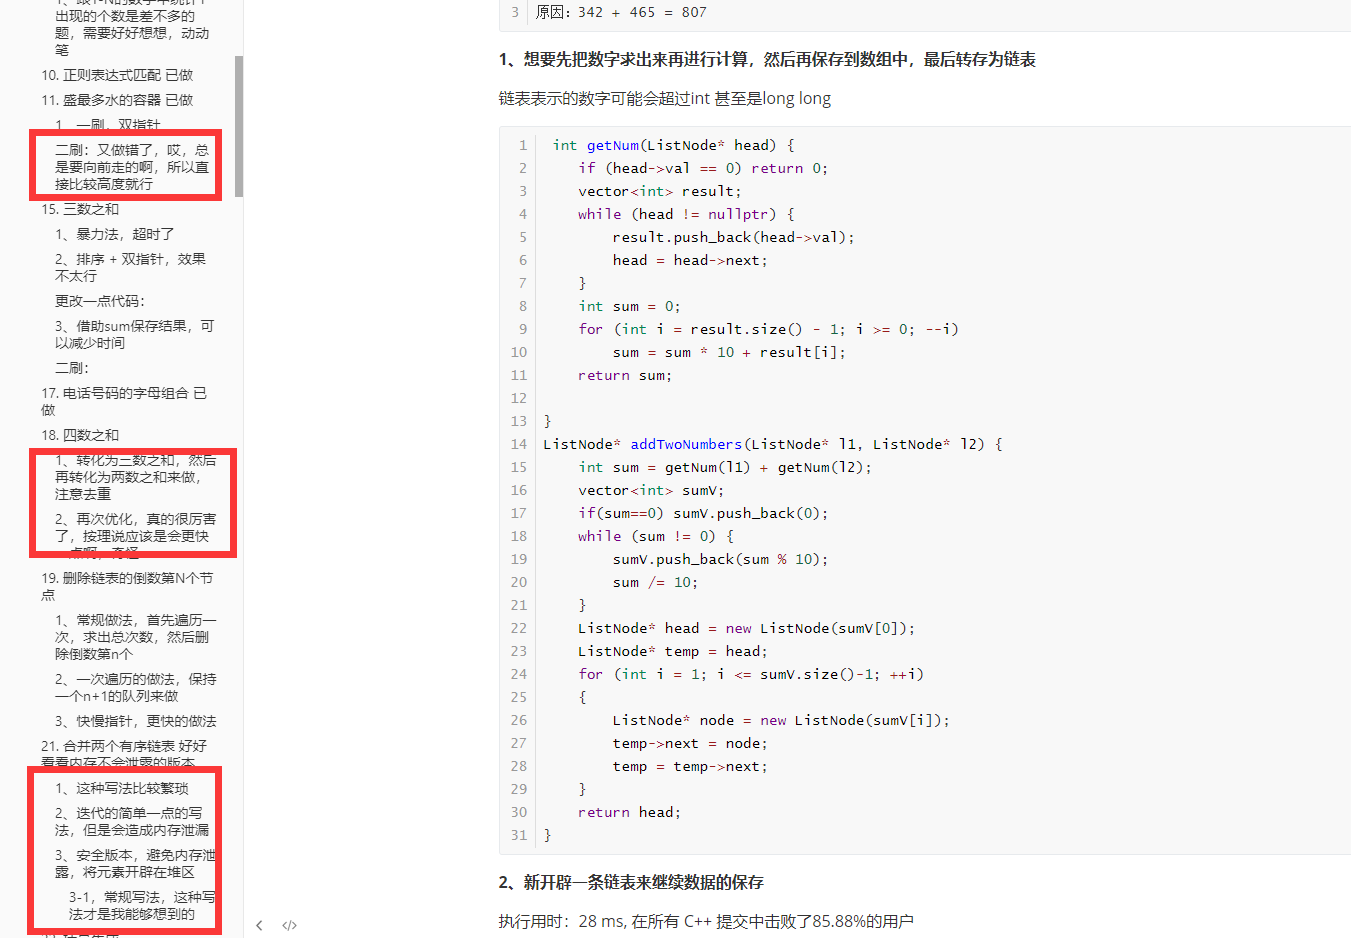 1、跟1-N的数字中统计1
出现的个数是差不多的
题，需要好好想想，动动
笔
10. 正则表达式匹配 已做
11. 盛最多水的容器 已做
1、一刷，双指针
二刷：又做错了，哎，总
是要向前走的啊，所以直
接比较高度就行
15. 三数之和
1、暴力法，超时了
2、排序 + 双指针，效果
不太行
更改一点代码：
3、借助sum保存结果，可
以减少时间
二刷：
17. 电话号码的字母组合 已
做
18. 四数之和
1、转化为三数之和，然后
再转化为两数之和来做，
注意去重
2、再次优化，真的很厉害
了，按理说应该是会更快
一点啊，奇怪
19. 删除链表的倒数第N个节
点
1、常规做法，首先遍历一
次，求出总次数，然后删
除倒数第n个
2、一次遍历的做法，保持
一个n+1的队列来做
3、快慢指针，更快的做法
21. 合并两个有序链表 好好
看看内存不会泄露的版本
1、这种写法比较繁琐
2、迭代的简单一点的写
法，但是会造成内存泄漏
3、安全版本，避免内存泄
露，将元素开辟在堆区
3-1，常规写法，这种写
法才是我能够想到的
3 原因：342 + 465 = 807
1、想要先把数字求出来再进行计算，然后再保存到数组中，最后转存为链表
链表表示的数字可能会超过int 甚至是long long
1 int getNum(ListNode* head) {
2 if (head->val == 0) return 0;
3 vector<int> result;
4 while (head != nullptr) {
5 result.push_back(head->val);
6 head = head->next;
7 }
8 int sum = 0;
9 for (int i = result.size() - 1; i >= 0; --i)
10 sum = sum * 10 + result[i];
11 return sum;
12
13 }
14 ListNode* addTwoNumbers(ListNode* l1, ListNode* l2) {
15 int sum = getNum(l1) + getNum(l2);
16 vector<int> sumV;
17 if(sum==0) sumV.push_back(0);
18 while (sum != 0) {
19 sumV.push_back(sum % 10);
20 sum /= 10;
21 }
22 ListNode* head = new ListNode(sumV[0]);
23 ListNode* temp = head;
24 for (int i = 1; i <= sumV.size()-1; ++i)
25 {
26 ListNode* node = new ListNode(sumV[i]);
27 temp->next = node;
28 temp = temp->next;
29 }
30 return head;
31 }
2、新开辟一条链表来继续数据的保存
执行用时：28 ms, 在所有 C++ 提交中击败了85.88%的用户